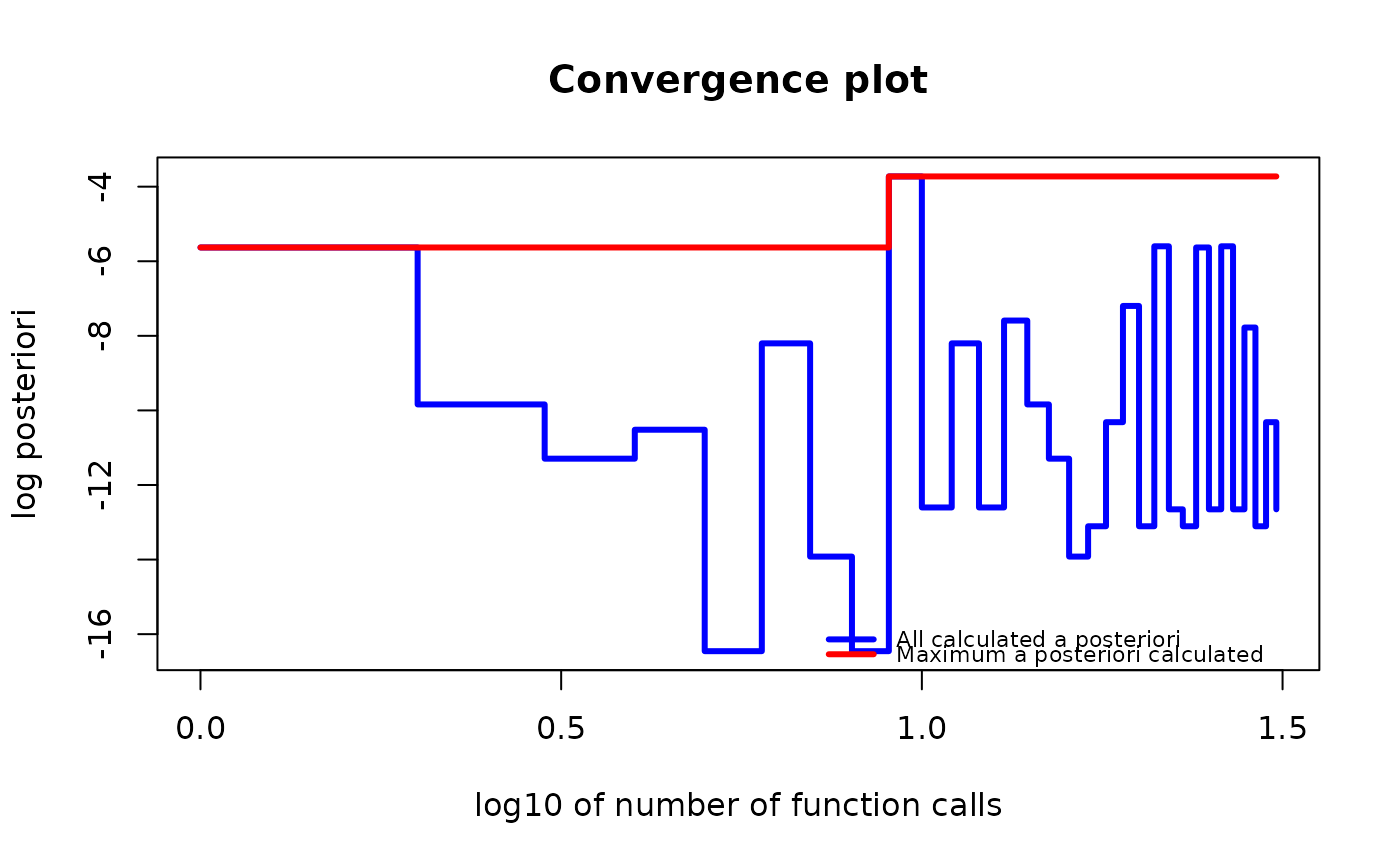 Convergence plot
log posteriori
-4
-6
-8
-12
-16
All calculated a posteriori
Maximum a posteriori calculated
0.0 0.5 1.0 1.5
log10 of number of function calls